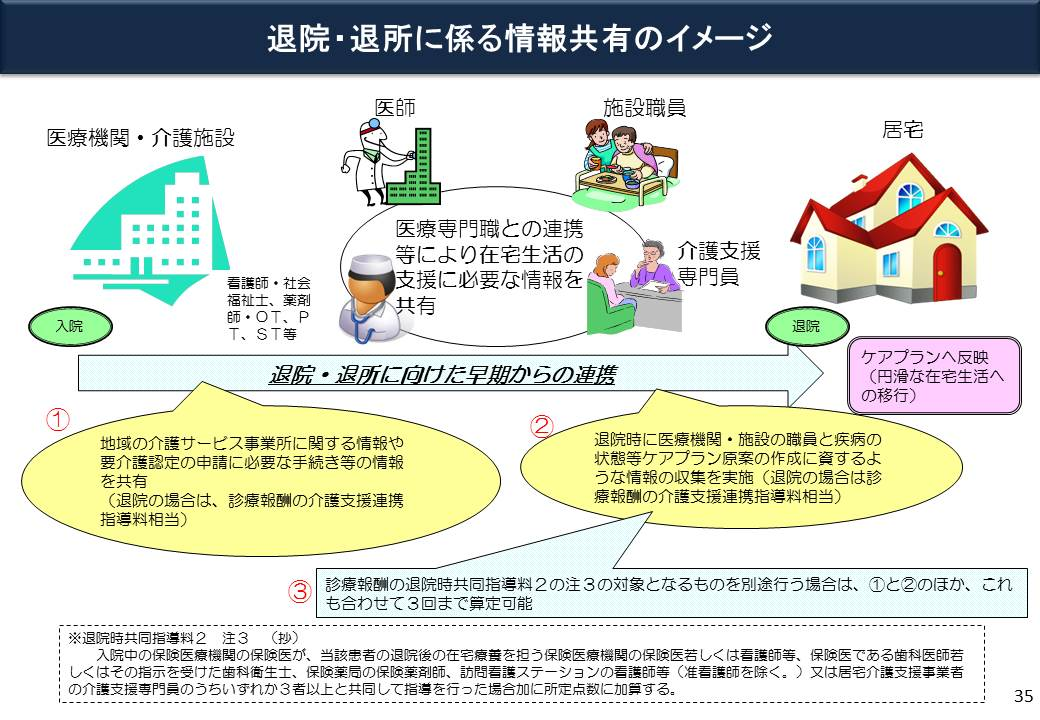 退院・退所に係る情報共有のイメージ
医療機関・介護施設
医師
施設職員
居宅
医療専門職との連携
等により在宅生活の
支援に必要な情報を
共有
介護支援
専門員
看護師・社会
福祉士、薬剤
師・ＯＴ、Ｐ
Ｔ、ＳＴ等
入院
退院
退院・退所に向けた早期からの連携
ケアプランへ反映
（円滑な在宅生活へ
の移行）
①
地域の介護サービス事業所に関する情報や
要介護認定の申請に必要な手続き等の情報
を共有
（退院の場合は、診療報酬の介護支援連携
指導料相当）
②
退院時に医療機関・施設の職員と疾病の
状態等ケアプラン原案の作成に資するよ
うな情報の収集を実施（退院の場合は診
療報酬の介護支援連携指導料相当）
③
診療報酬の退院時共同指導料２の注３の対象となるものを別途行う場合は、①と②のほか、これ
も合わせて３回まで算定可能
※退院時共同指導料２　注３　（抄）
入院中の保険医療機関の保険医が、当該患者の退院後の在宅療養を担う保険医療機関の保険医若しくは看護師等、保険医である歯科医師若
しくはその指示を受けた歯科衛生士、保険薬局の保険薬剤師、訪問看護ステーションの看護師等（准看護師を除く。）又は居宅介護支援事業者
の介護支援専門員のうちいずれか３者以上と共同して指導を行った場合加に所定点数に加算する。
35